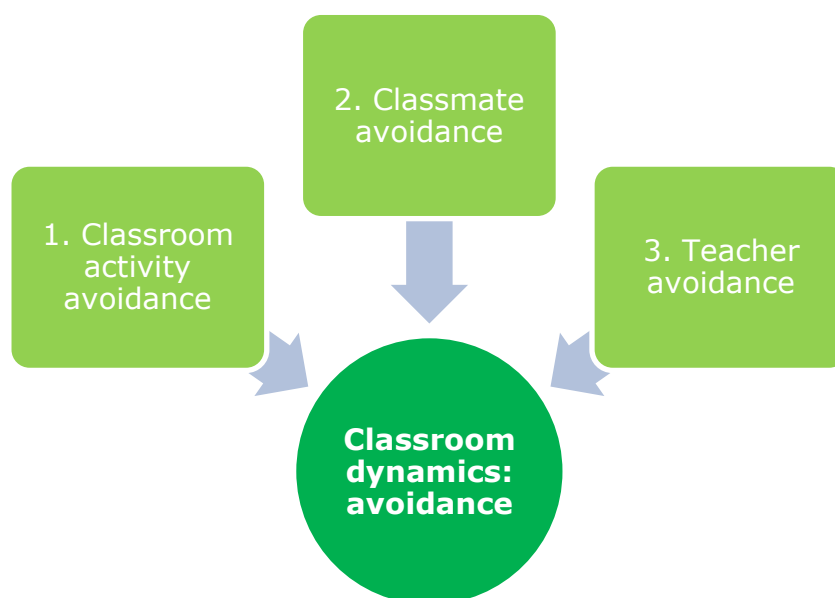 1. Classroom
activity
avoidance
2. Classmate
avoidance
3. Teacher
avoidance
Classroom
dynamics:
avoidance